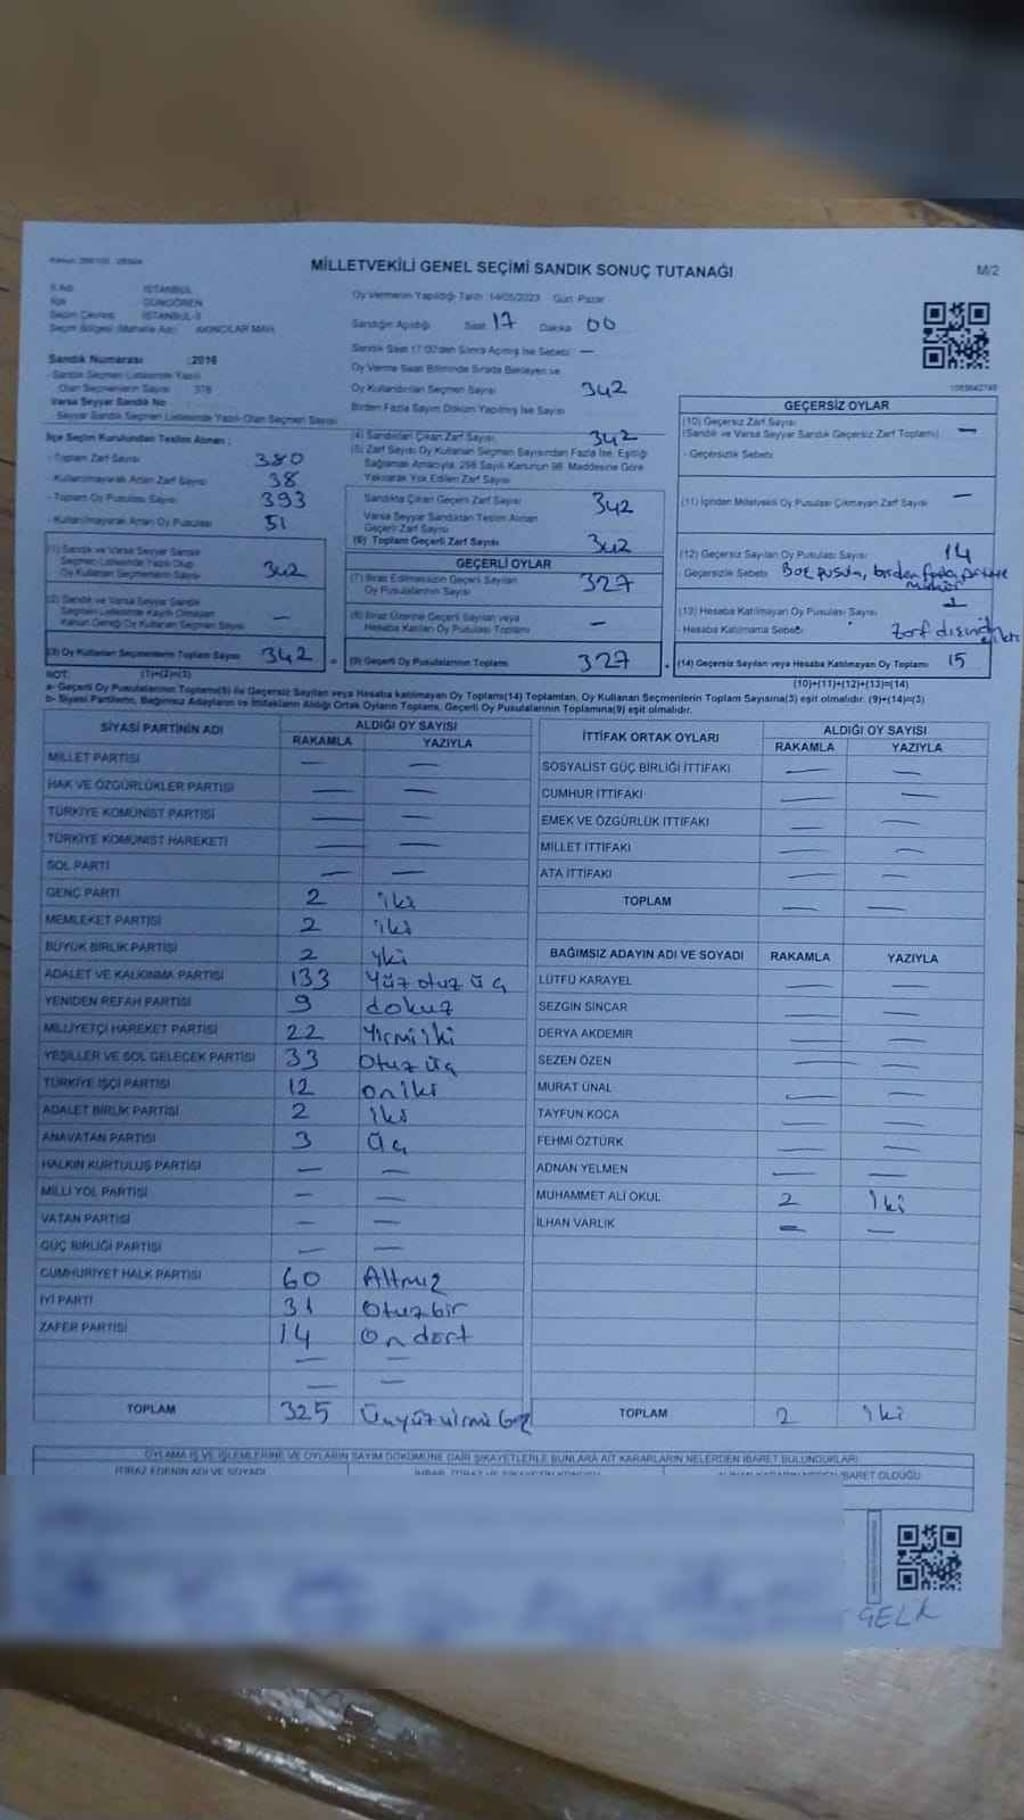 MİLLETVEKİLİ GENEL SEÇİMİ SANDIK SONUÇ TUTANAĞI
M/2
İl Adı : İSTANBUL
İlçe : GÜNGÖREN
Seçim Çevresi : İSTANBUL-3
Seçim Bölgesi (Mahalle Adı) : AKINCILAR MAH.
Oy Vermenin Yapıldığı Tarih :14/05/2023 Gün: Pazar
Sandığın Açıldığı Saat 17 Dakika 00
Sandık Numarası : 2016
Sandık Seçmen Listesinde Yazılı
Olan Seçmenlerin Sayısı : 378
Varsa Seyyar Sandık No
Seyyar Sandık Seçmen Listesinde Yazılı Olan Seçmen Sayısı
Sandık Saat 17:00'den Sonra Açılmış İse Sebebi: —
Oy Verme Saati Bitiminde Sırada Bekleyen ve
Oy Kullandırılan Seçmen Sayısı 342
Birden Fazla Sayım Döküm Yapılmış İse Sayısı
İlçe Seçim Kurulundan Teslim Alınan :
- Toplam Zarf Sayısı 380
- Kullanılmayarak Artan Zarf Sayısı 38
- Toplam Oy Pusulası Sayısı 393
- Kullanılmayarak Artan Oy Pusulası 51
(4) Sandıktan Çıkan Zarf Sayısı 342
(5) Zarf Sayısı Oy Kullanan Seçmen Sayısından Fazla İse, Eşitliği
Sağlamak Amacıyla, 298 Sayılı Kanunun 98. Maddesine Göre
Yakılarak Yok Edilen Zarf Sayısı
Sandıkta Çıkan Geçerli Zarf Sayısı 342
Varsa Seyyar Sandıktan Teslim Alınan
Geçerli Zarf Sayısı
(6) Toplam Geçerli Zarf Sayısı 342
(1) Sandık ve Varsa Seyyar Sandık
Seçmen Listesinde Yazılı Olup
Oy Kullanan Seçmenlerin Sayısı 342
(2) Sandık ve Varsa Seyyar Sandık
Seçmen Listesinde Kayıtlı Olmayan
Kanun Gereği Oy Kullanan Seçmen Sayısı —
(3) Oy Kullanan Seçmenlerin Toplam Sayısı 342
(1)+(2)=(3)
GEÇERLİ OYLAR
(7) İtiraz Edilmeksizin Geçerli Sayılan
Oy Pusulalarının Sayısı 327
(8) İtiraz Üzerine Geçerli Sayılan veya
Hesaba Katılan Oy Pusulası Toplamı —
(9) Geçerli Oy Pusulalarının Toplamı 327
GEÇERSİZ OYLAR
(10) Geçersiz Zarf Sayısı
(Sandık ve Varsa Seyyar Sandık Geçersiz Zarf Toplamı) —
- Geçersizlik Sebebi
(11) İçinden Milletvekili Oy Pusulası Çıkmayan Zarf Sayısı —
(12) Geçersiz Sayılan Oy Pusulası Sayısı 14
Geçersizlik Sebebi Boş pusula, birden fazla partiye
mühür
(13) Hesaba Katılmayan Oy Pusulası Sayısı 1
- Hesaba Katılmama Sebebi Zarf dışında
(14) Geçersiz Sayılan veya Hesaba Katılmayan Oy Toplamı 15
(10)+(11)+(12)+(13)=(14)
NOT:
a- Geçerli Oy Pusulalarının Toplamı(9) ile Geçersiz Sayılan veya Hesaba katılmayan Oy Toplamı(14) Toplamları, Oy Kullanan Seçmenlerin Toplam Sayısına(3) eşit olmalıdır. (9)+(14)=(3)
b- Siyasi Partilerin, Bağımsız Adayların ve İttifakların Aldığı Ortak Oyların Toplamı, Geçerli Oy Pusulalarının Toplamına(9) eşit olmalıdır.
SİYASİ PARTİNİN ADI ALDIĞI OY SAYISI
RAKAMLA YAZIYLA
MİLLET PARTİSİ — —
HAK VE ÖZGÜRLÜKLER PARTİSİ — —
TÜRKİYE KOMÜNİST PARTİSİ — —
TÜRKİYE KOMÜNİST HAREKETİ — —
SOL PARTİ — —
GENÇ PARTİ 2 iki
MEMLEKET PARTİSİ 2 iki
BÜYÜK BİRLİK PARTİSİ 2 iki
ADALET VE KALKINMA PARTİSİ 133 Yüz otuz üç
YENİDEN REFAH PARTİSİ 9 dokuz
MİLLİYETÇİ HAREKET PARTİSİ 22 Yirmi iki
YEŞİLLER VE SOL GELECEK PARTİSİ 33 Otuz üç
TÜRKİYE İŞÇİ PARTİSİ 12 on iki
ADALET BİRLİK PARTİSİ 2 iki
ANAVATAN PARTİSİ 3 üç
HALKIN KURTULUŞ PARTİSİ — —
MİLLİ YOL PARTİSİ — —
VATAN PARTİSİ — —
GÜÇ BİRLİĞİ PARTİSİ — —
CUMHURİYET HALK PARTİSİ 60 Altmız
İYİ PARTİ 31 Otuz bir
ZAFER PARTİSİ 14 On dört
— —
— —
TOPLAM 325 Üçyüz yirmi beş
İTTİFAK ORTAK OYLARI ALDIĞI OY SAYISI
RAKAMLA YAZIYLA
SOSYALİST GÜÇ BİRLİĞİ İTTİFAKI — —
CUMHUR İTTİFAKI — —
EMEK VE ÖZGÜRLÜK İTTİFAKI — —
MİLLET İTTİFAKI — —
ATA İTTİFAKI — —
TOPLAM — —
BAĞIMSIZ ADAYIN ADI VE SOYADI RAKAMLA YAZIYLA
LÜTFÜ KARAYEL — —
SEZGİN SİNCAR — —
DERYA AKDEMİR — —
SEZEN ÖZEN — —
MURAT ÜNAL — —
TAYFUN KOCA — —
FEHMİ ÖZTÜRK — —
ADNAN YELMEN — —
MUHAMMET ALİ OKUL 2 iki
İLHAN VARLIK — —
TOPLAM 2 iki
OYLAMA İŞ VE İŞLEMLERİNE VE OYLARIN SAYIM DÖKÜMÜNE DAİR ŞİKAYETLERLE BUNLARA AİT KARARLARIN NELERDEN İBARET BULUNDUKLARI
İTİRAZ EDENİN ADI VE SOYADI
İBARET OLDUĞU